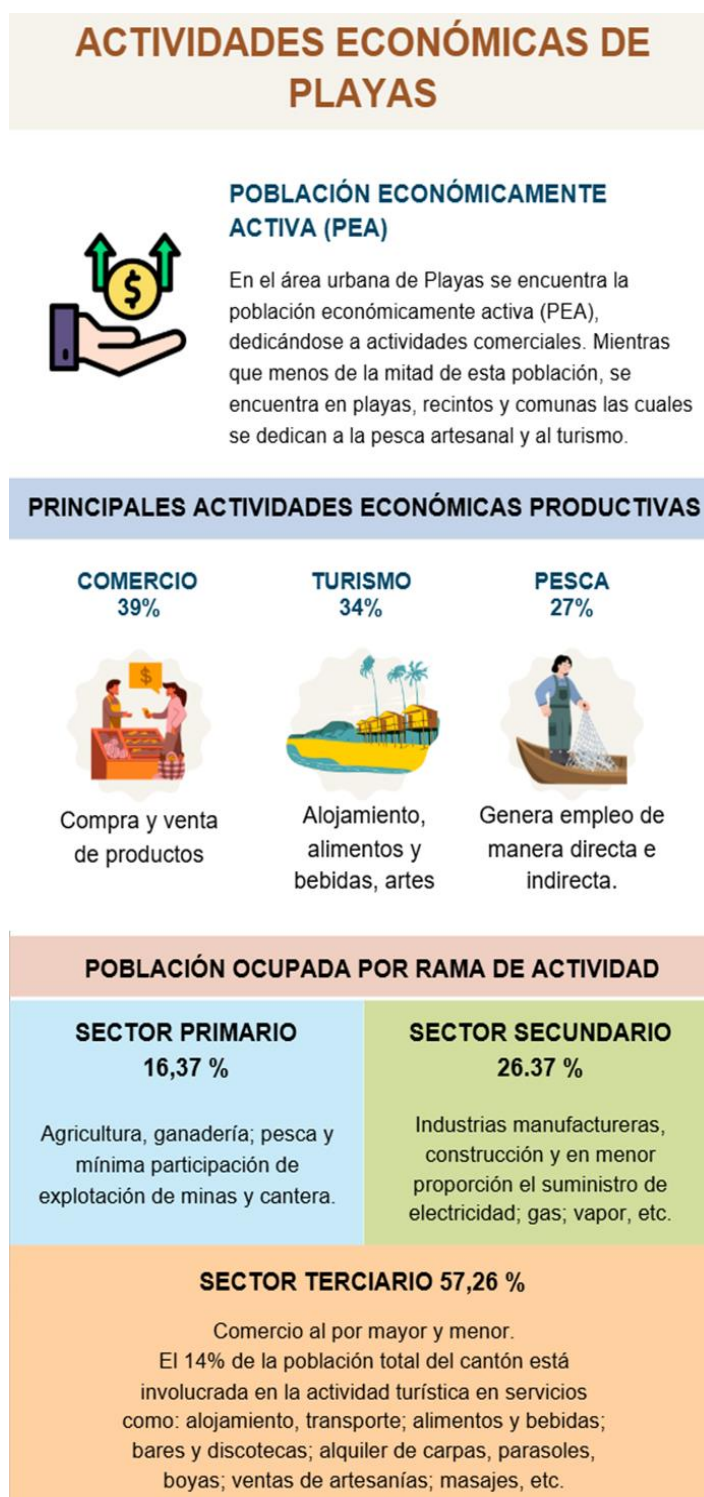 ACTIVIDADES ECONÓMICAS DE
PLAYAS
POBLACIÓN ECONÓMICAMENTE
ACTIVA (PEA)
En el área urbana de Playas se encuentra la
población económicamente activa (PEA),
dedicándose a actividades comerciales. Mientras
que menos de la mitad de esta población, se
encuentra en playas, recintos y comunas las cuales
se dedican a la pesca artesanal y al turismo.
PRINCIPALES ACTIVIDADES ECONÓMICAS PRODUCTIVAS
COMERCIO
39%
Compra y venta
de productos
TURISMO
34%
Alojamiento,
alimentos y
bebidas, artes
PESCA
27%
Genera empleo de
manera directa e
indirecta.
POBLACIÓN OCUPADA POR RAMA DE ACTIVIDAD
SECTOR PRIMARIO
16,37 %
Agricultura, ganadería; pesca y
mínima participación de
explotación de minas y cantera.
SECTOR SECUNDARIO
26.37 %
Industrias manufactureras,
construcción y en menor
proporción el suministro de
electricidad; gas; vapor, etc.
SECTOR TERCIARIO 57,26 %
Comercio al por mayor y menor.
El 14% de la población total del cantón está
involucrada en la actividad turística en servicios
como: alojamiento, transporte; alimentos y bebidas;
bares y discotecas; alquiler de carpas, parasoles,
boyas; ventas de artesanías; masajes, etc.